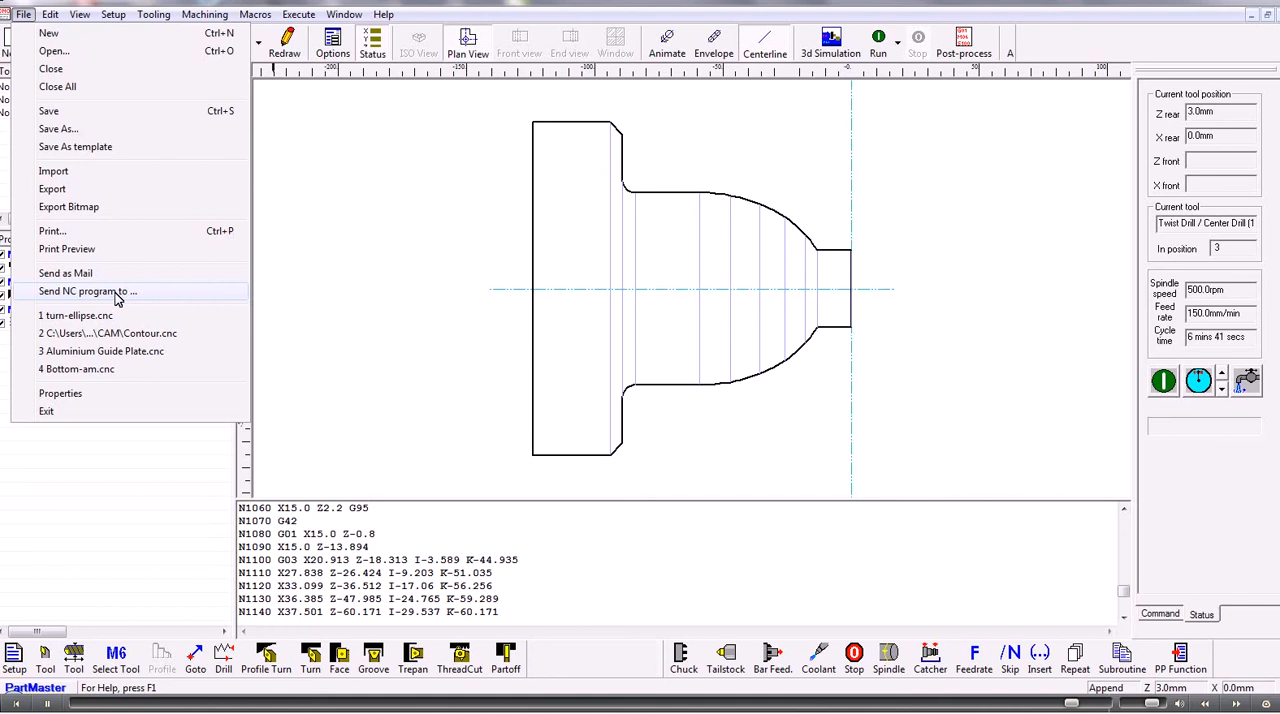 File Edit View Setup Tooling Machining Macros Execute Window Help
New Ctrl+N
Open... Ctrl+O
Close
Close All
Save Ctrl+S
Save As...
Save As template
Import
Export
Export Bitmap
Print... Ctrl+P
Print Preview
Send as Mail
Send NC program to ...
1 turn-ellipse.cnc
2 C:\Users\...\CAM\Contour.cnc
3 Aluminium Guide Plate.cnc
4 Bottom-am.cnc
Properties
Exit
Redraw Options Status ISO View Plan View Front view End view Window Animate Envelope Centerline 3d Simulation Run Stop Post-process A
-200 -150 -100 -50 -0. 50 100
Current tool position
Z rear 3.0mm
X rear 0.0mm
Z front
X front
Current tool
Twist Drill / Center Drill (1
In position 3
Spindle speed 500.0rpm
Feed rate 150.0mm/min
Cycle time 6 mins 41 secs
N1060 X15.0 Z2.2 G95
N1070 G42
N1080 G01 X15.0 Z-0.8
N1090 X15.0 Z-13.894
N1100 G03 X20.913 Z-18.313 I-3.589 K-44.935
N1110 X27.838 Z-26.424 I-9.203 K-51.035
N1120 X33.099 Z-36.512 I-17.06 K-56.256
N1130 X36.385 Z-47.985 I-24.765 K-59.289
N1140 X37.501 Z-60.171 I-29.537 K-60.171
Command Status
M6 F /N (..)
Setup Tool Tool Select Tool Profile Goto Drill Profile Turn Turn Face Groove Trepan ThreadCut Partoff Chuck Tailstock Bar Feed. Coolant Stop Spindle Catcher Feedrate Skip Insert Repeat Subroutine PP Function
PartMaster For Help, press F1 Append Z 3.0mm X 0.0mm